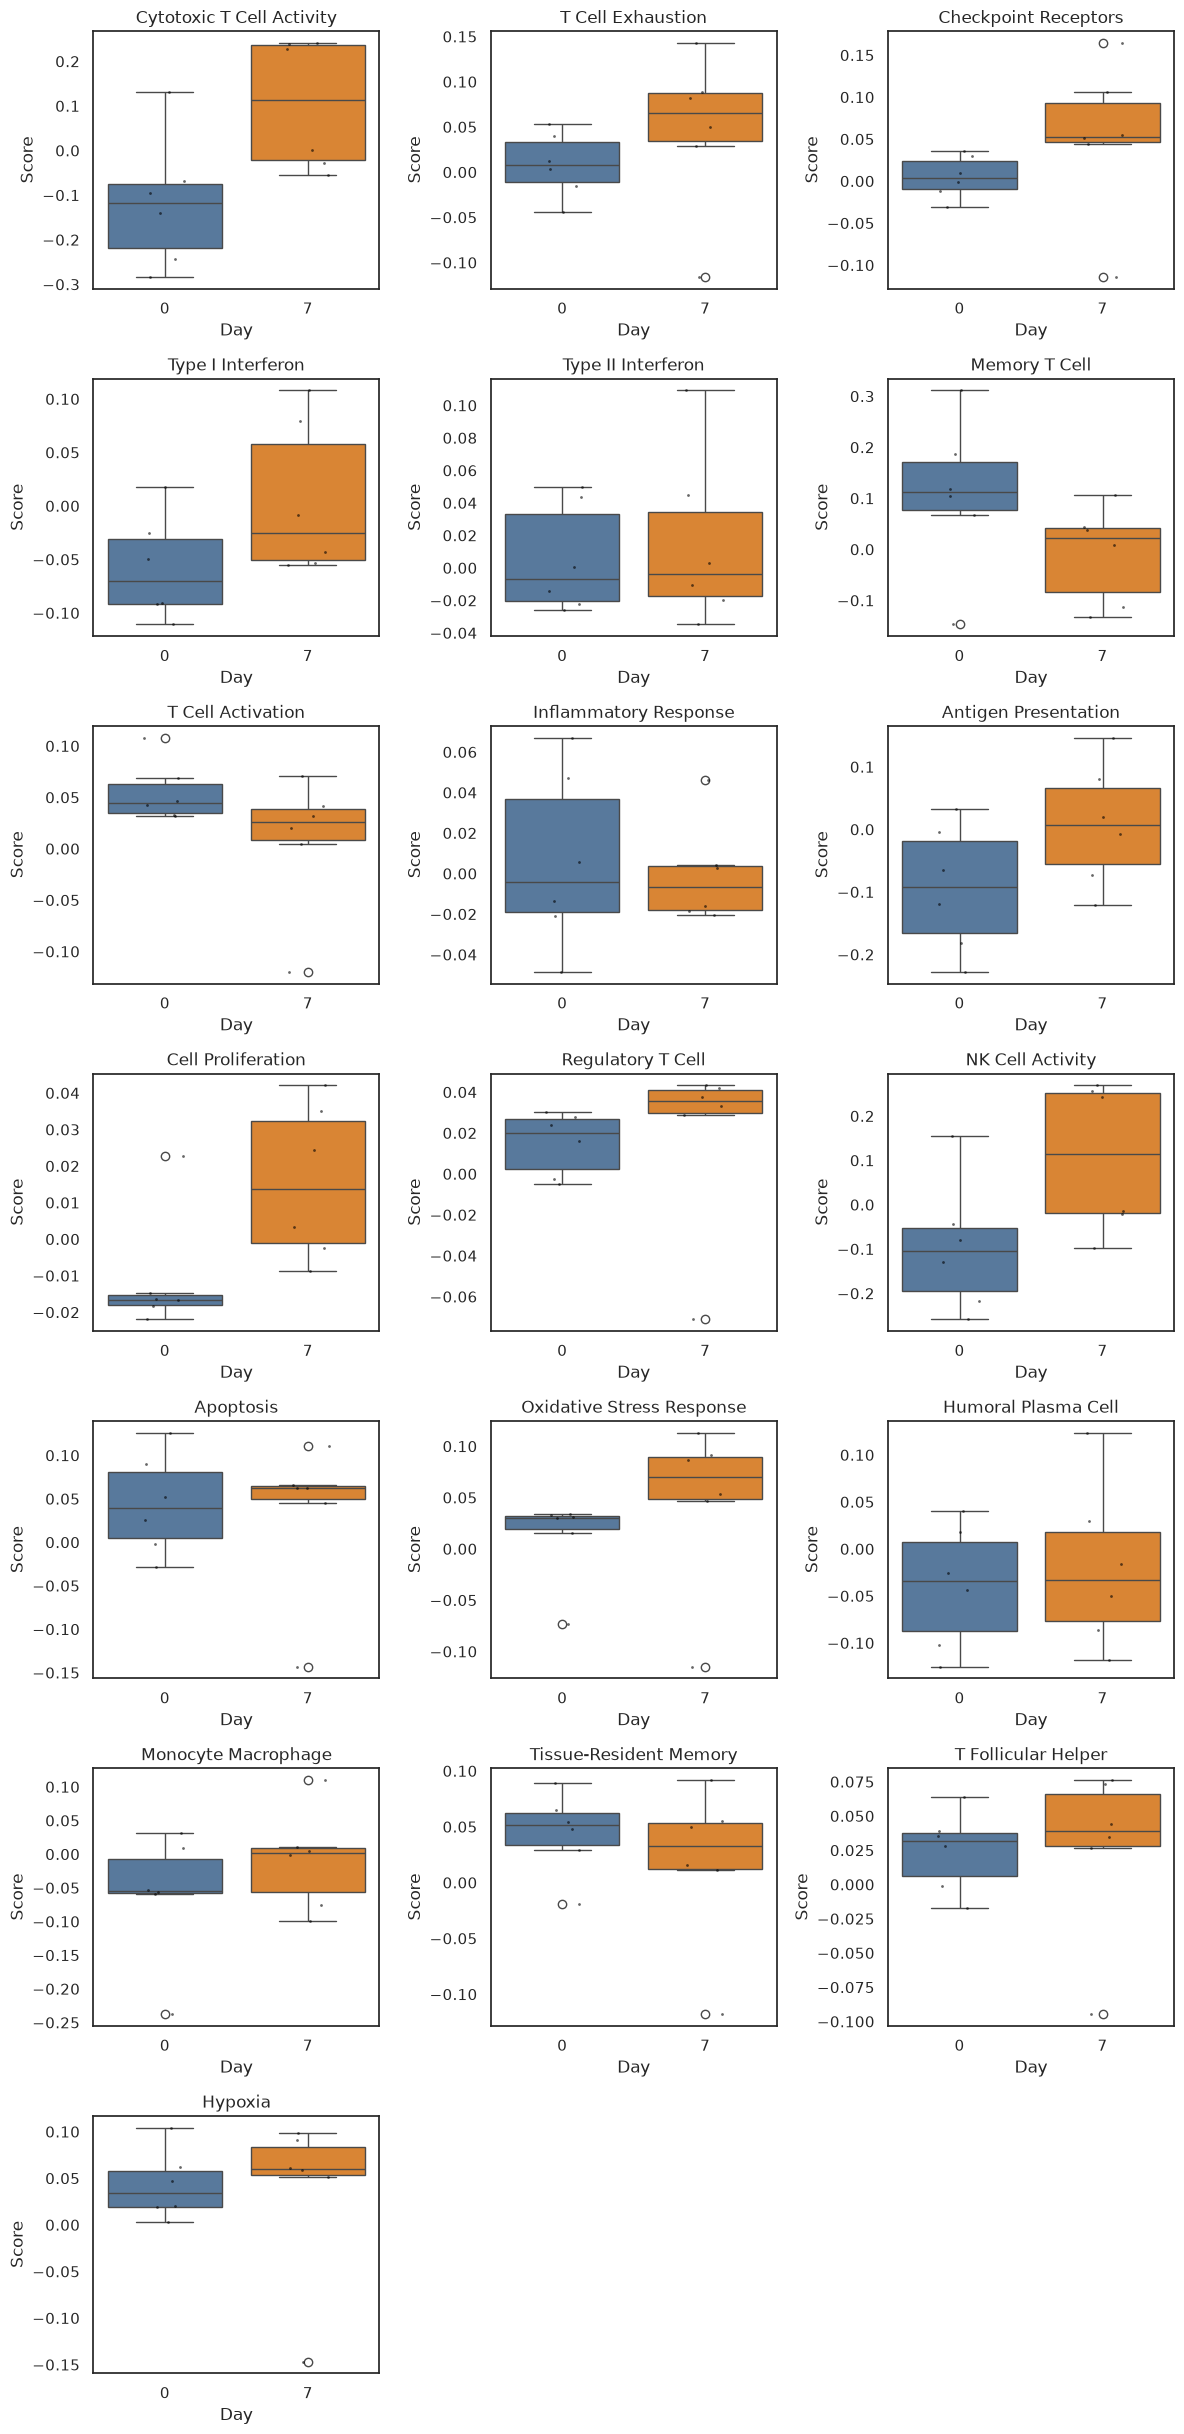 Cytotoxic T Cell Activity
0.2
0.1
0.0
−0.1
−0.2
−0.3
Score
0
7
Day
T Cell Exhaustion
0.15
0.10
0.05
0.00
−0.05
−0.10
Score
0
7
Day
Checkpoint Receptors
0.15
0.10
0.05
0.00
−0.05
−0.10
Score
0
7
Day
Type I Interferon
0.10
0.05
0.00
−0.05
−0.10
Score
0
7
Day
Type II Interferon
0.10
0.08
0.06
0.04
0.02
0.00
−0.02
−0.04
Score
0
7
Day
Memory T Cell
0.3
0.2
0.1
0.0
−0.1
Score
0
7
Day
T Cell Activation
0.10
0.05
0.00
−0.05
−0.10
Score
0
7
Day
Inflammatory Response
0.06
0.04
0.02
0.00
−0.02
−0.04
Score
0
7
Day
Antigen Presentation
0.1
0.0
−0.1
−0.2
Score
0
7
Day
Cell Proliferation
0.04
0.03
0.02
0.01
0.00
−0.01
−0.02
Score
0
7
Day
Regulatory T Cell
0.04
0.02
0.00
−0.02
−0.04
−0.06
Score
0
7
Day
NK Cell Activity
0.2
0.1
0.0
−0.1
−0.2
Score
0
7
Day
Apoptosis
0.10
0.05
0.00
−0.05
−0.10
−0.15
Score
0
7
Day
Oxidative Stress Response
0.10
0.05
0.00
−0.05
−0.10
Score
0
7
Day
Humoral Plasma Cell
0.10
0.05
0.00
−0.05
−0.10
Score
0
7
Day
Monocyte Macrophage
0.10
0.05
0.00
−0.05
−0.10
−0.15
−0.20
−0.25
Score
0
7
Day
Tissue-Resident Memory
0.10
0.05
0.00
−0.05
−0.10
Score
0
7
Day
T Follicular Helper
0.075
0.050
0.025
0.000
−0.025
−0.050
−0.075
−0.100
Score
0
7
Day
Hypoxia
0.10
0.05
0.00
−0.05
−0.10
−0.15
Score
0
7
Day